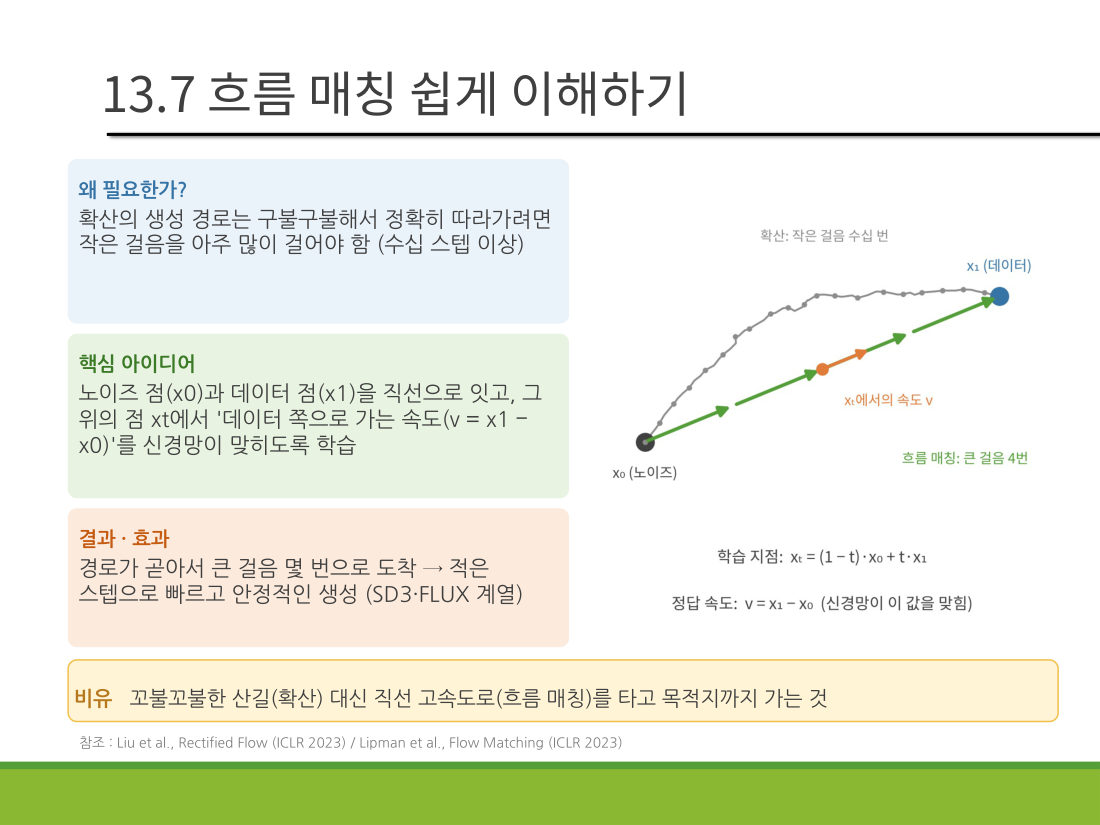 13.7 흐름 매칭 쉽게 이해하기
왜 필요한가?
확산의 생성 경로는 구불구불해서 정확히 따라가려면
작은 걸음을 아주 많이 걸어야 함 (수십 스텝 이상)
핵심 아이디어
노이즈 점(x0)과 데이터 점(x1)을 직선으로 잇고, 그
위의 점 xt에서 '데이터 쪽으로 가는 속도(v = x1 −
x0)'를 신경망이 맞히도록 학습
결과 · 효과
경로가 곧아서 큰 걸음 몇 번으로 도착 → 적은
스텝으로 빠르고 안정적인 생성 (SD3·FLUX 계열)
확산: 작은 걸음 수십 번
x₁ (데이터)
xₜ에서의 속도 v
흐름 매칭: 큰 걸음 4번
x₀ (노이즈)
학습 지점: xₜ = (1 − t)·x₀ + t·x₁
정답 속도: v = x₁ − x₀ (신경망이 이 값을 맞힘)
비유 꼬불꼬불한 산길(확산) 대신 직선 고속도로(흐름 매칭)를 타고 목적지까지 가는 것
참조 : Liu et al., Rectified Flow (ICLR 2023) / Lipman et al., Flow Matching (ICLR 2023)